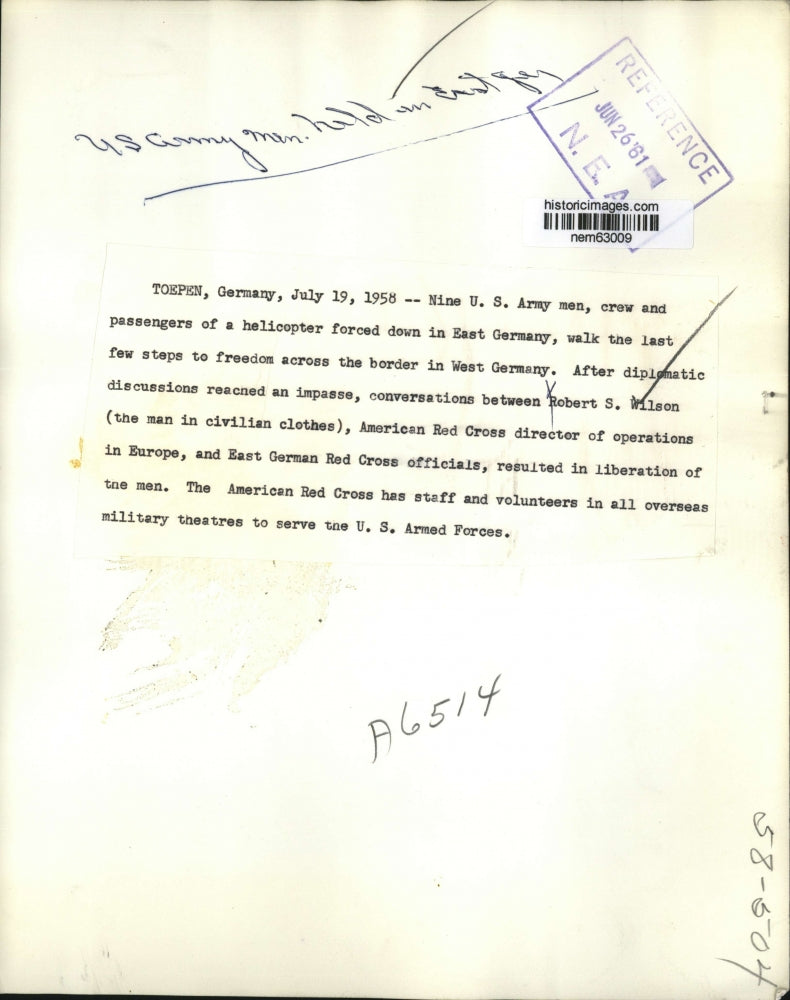 US Army men. held in East ger
REFERENCE
JUN 26 '61
N. E. A
historicimages.com
nem63009
TOEPEN, Germany, July 19, 1958 -- Nine U. S. Army men, crew and
passengers of a helicopter forced down in East Germany, walk the last
few steps to freedom across the border in West Germany. After diplomatic
discussions reached an impasse, conversations between Robert S. Wilson
(the man in civilian clothes), American Red Cross director of operations
in Europe, and East German Red Cross officials, resulted in liberation of
the men. The American Red Cross has staff and volunteers in all overseas
military theatres to serve the U. S. Armed Forces.
A6514